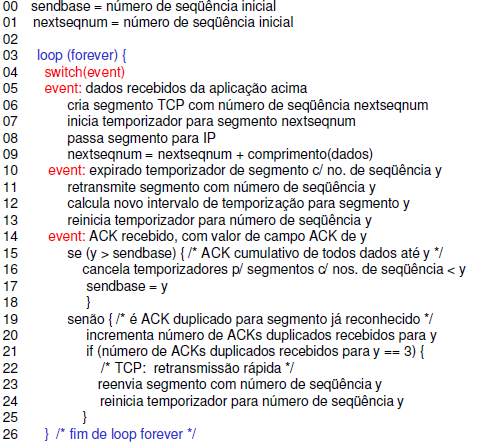 00 sendbase = número de seqüência inicial
01 nextseqnum = número de seqüência inicial
02
03 loop (forever) {
04 switch(event)
05 event: dados recebidos da aplicação acima
06 cria segmento TCP com número de seqüência nextseqnum
07 inicia temporizador para segmento nextseqnum
08 passa segmento para IP
09 nextseqnum = nextseqnum + comprimento(dados)
10 event: expirado temporizador de segmento c/ no. de seqüência y
11 retransmite segmento com número de seqüência y
12 calcula novo intervalo de temporização para segmento y
13 reinicia temporizador para número de seqüência y
14 event: ACK recebido, com valor de campo ACK de y
15 se (y > sendbase) { /* ACK cumulativo de todos dados até y */
16 cancela temporizadores p/ segmentos c/ nos. de seqüência < y
17 sendbase = y
18 }
19 senão { /* é ACK duplicado para segmento já reconhecido */
20 incrementa número de ACKs duplicados recebidos para y
21 if (número de ACKs duplicados recebidos para y == 3) {
22 /* TCP: retransmissão rápida */
23 reenvia segmento com número de seqüência y
24 reinicia temporizador para número de seqüência y
25 }
26 } /* fim de loop forever */